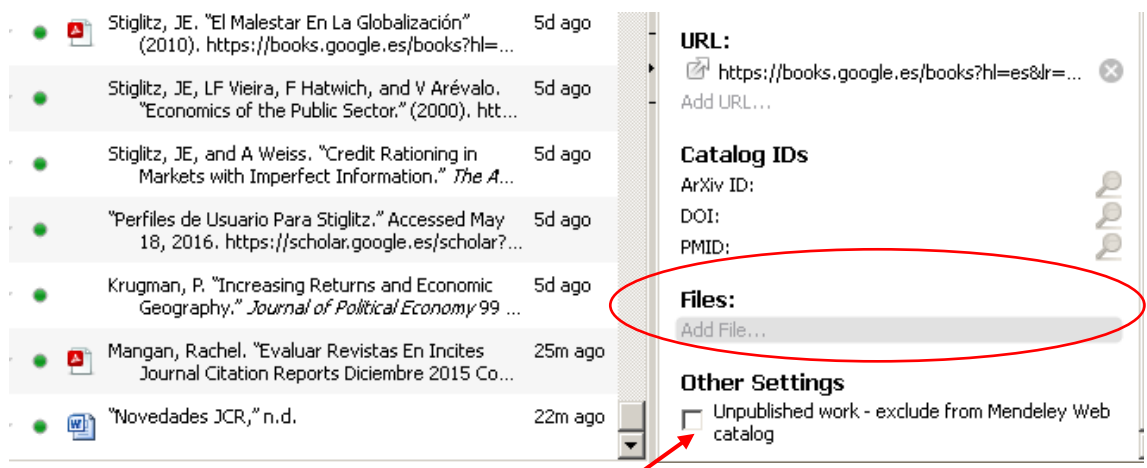 Stiglitz, JE. "El Malestar En La Globalización" 5d ago
(2010). https://books.google.es/books?hl=...
Stiglitz, JE, LF Vieira, F Hatwich, and V Arévalo. 5d ago
"Economics of the Public Sector." (2000). htt...
Stiglitz, JE, and A Weiss. "Credit Rationing in 5d ago
Markets with Imperfect Information." The A...
"Perfiles de Usuario Para Stiglitz." Accessed May 5d ago
18, 2016. https://scholar.google.es/scholar?...
Krugman, P. "Increasing Returns and Economic 5d ago
Geography." Journal of Political Economy 99 ...
Mangan, Rachel. "Evaluar Revistas En Incites 25m ago
Journal Citation Reports Diciembre 2015 Co...
"Novedades JCR," n.d. 22m ago
URL:
https://books.google.es/books?hl=es&lr=...
Add URL...
Catalog IDs
ArXiv ID:
DOI:
PMID:
Files:
Add File...
Other Settings
Unpublished work - exclude from Mendeley Web
catalog